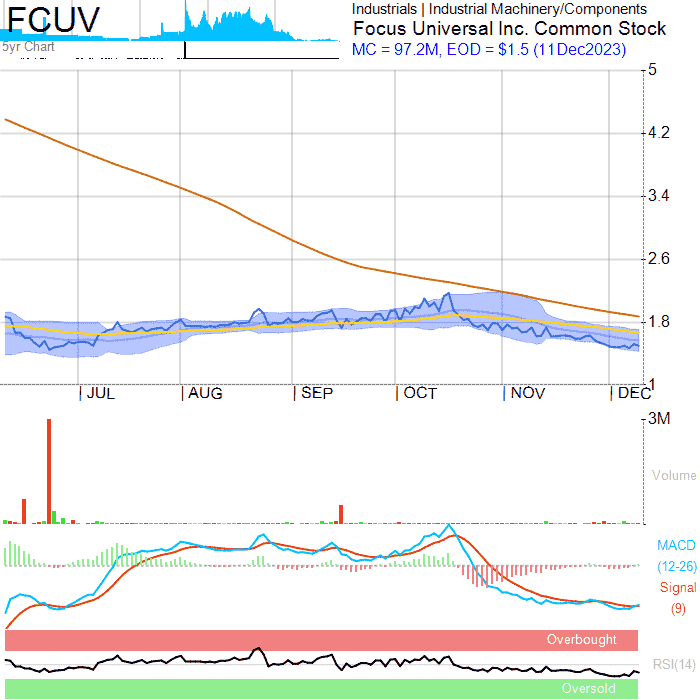 FCUV
5yr Chart
Industrials | Industrial Machinery/Components
Focus Universal Inc. Common Stock
MC = 97.2M, EOD = $1.5 (11Dec2023)
5
4.2
3.4
2.6
1.8
1
JUL
AUG
SEP
OCT
NOV
DEC
3M
Volume
MACD
(12-26)
Signal
(9)
Overbought
RSI(14)
Oversold